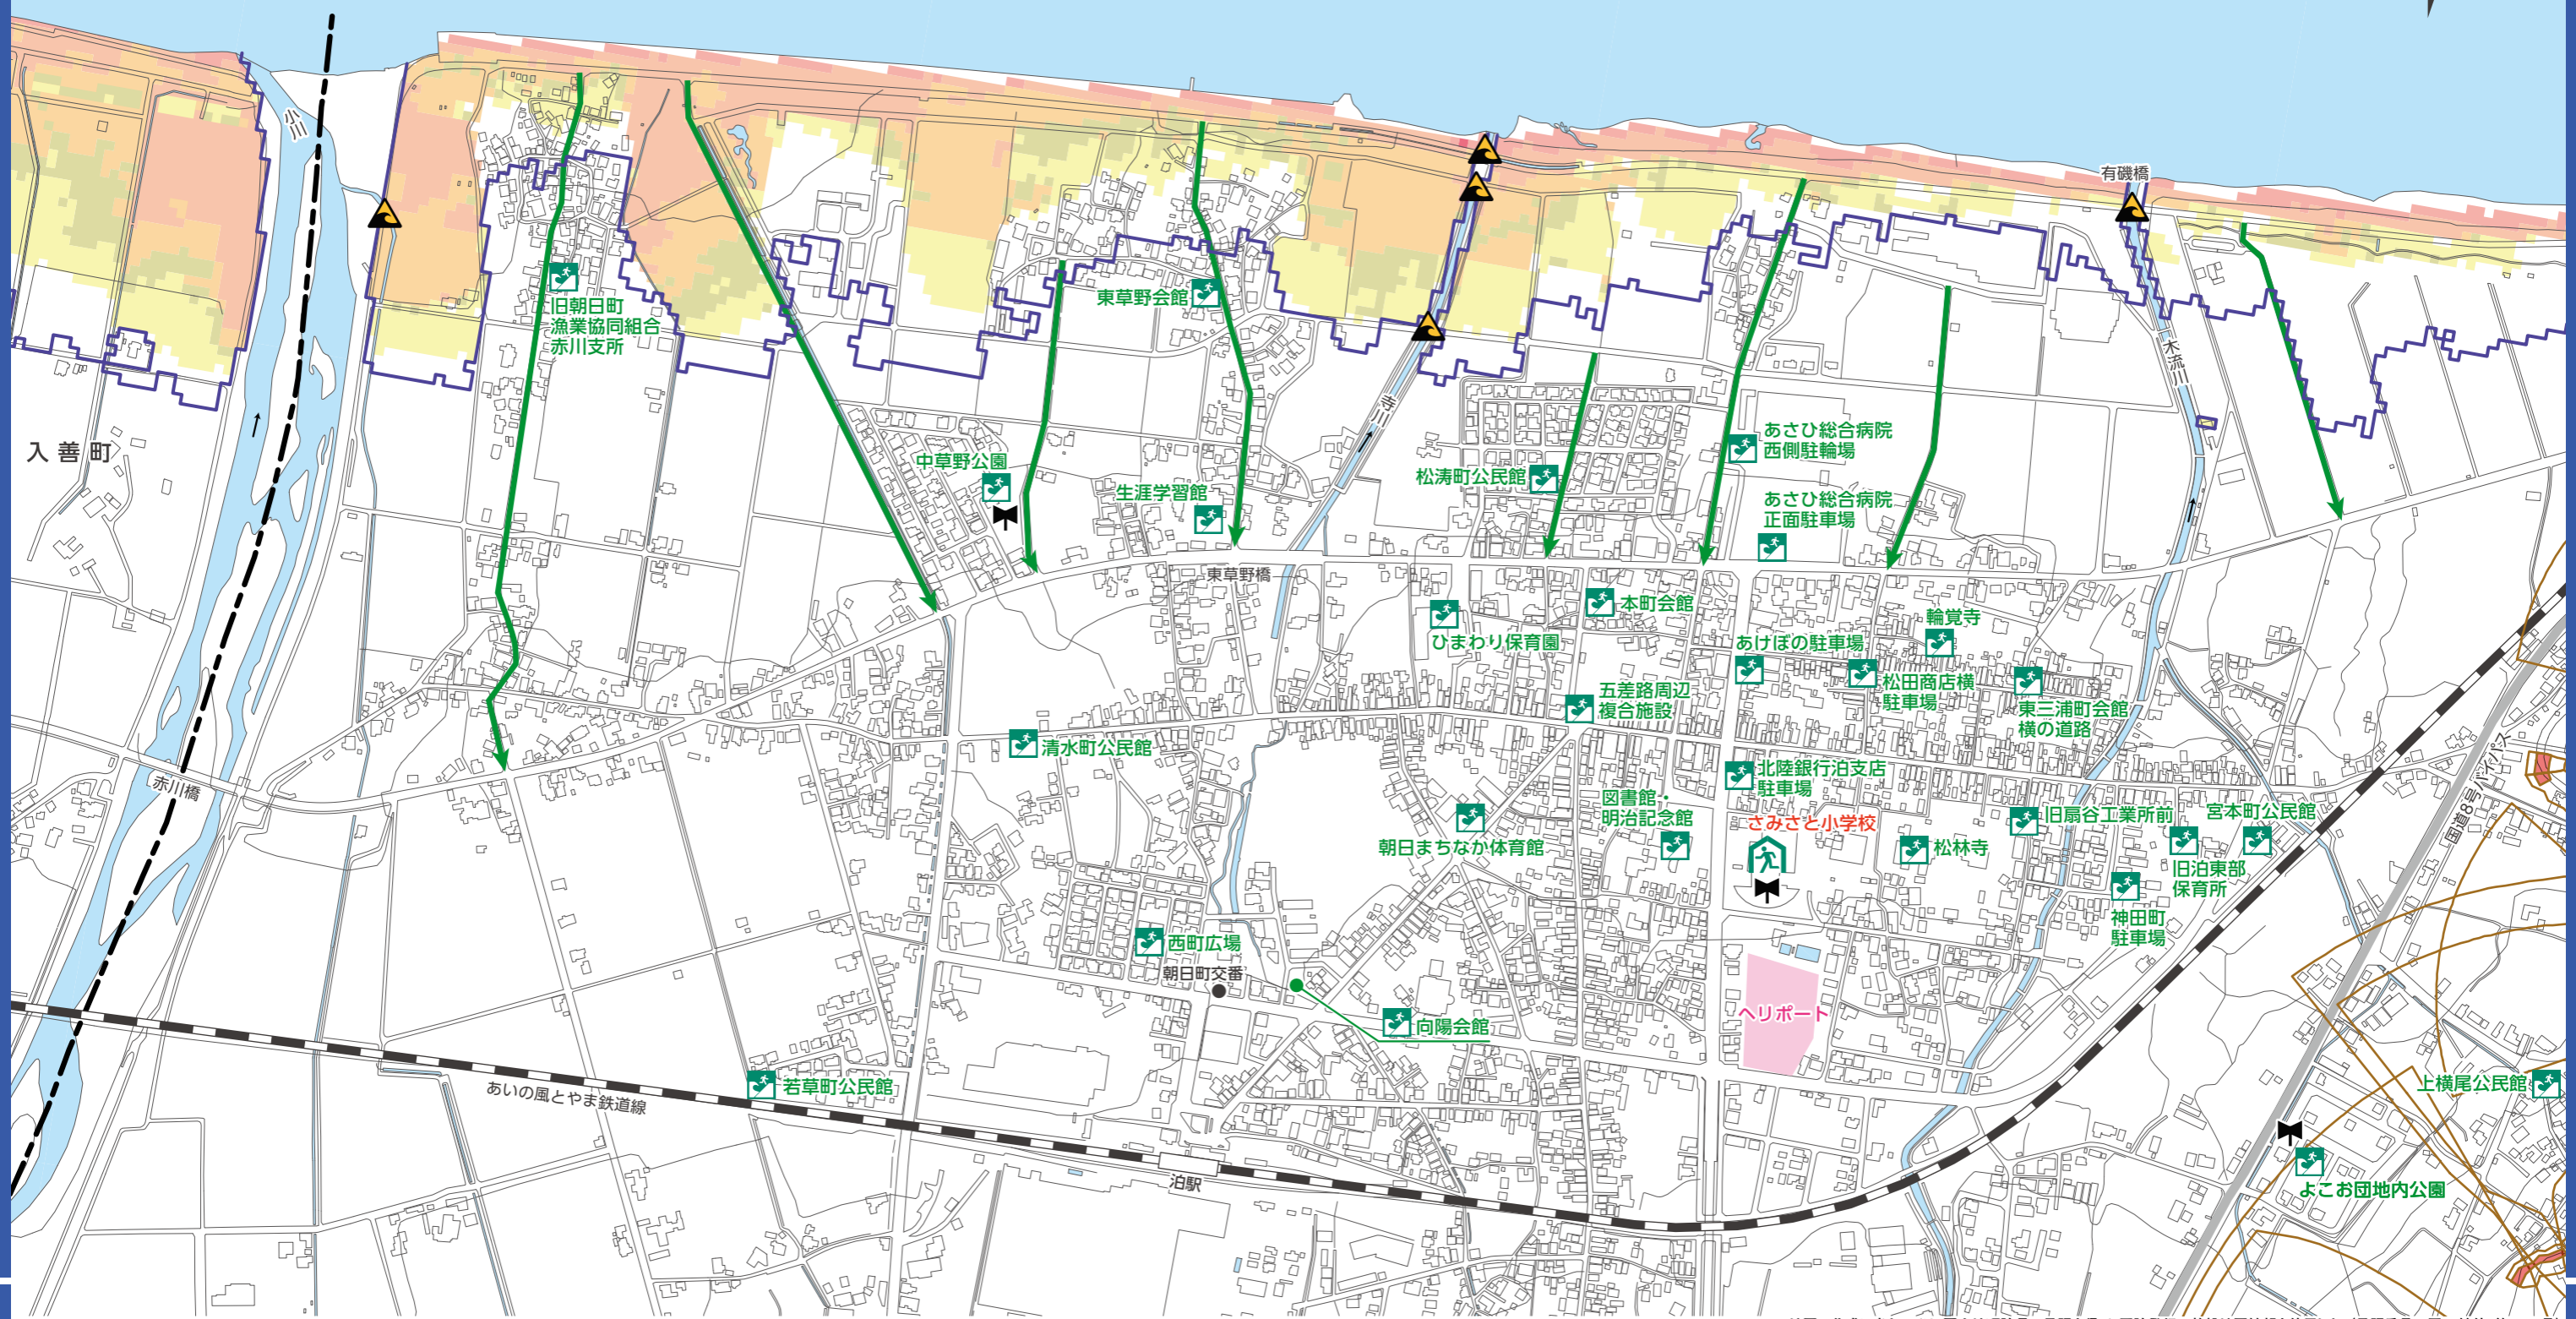 小川
有磯橋
旧朝日町
漁業協同組合
赤川支所
東草野会館
木流川
入善町
寺川
中草野公園
生涯学習館
松涛町公民館
あさひ総合病院
西側駐輪場
あさひ総合病院
正面駐車場
東草野橋
本町会館
ひまわり保育園
輪覚寺
あけぼの駐車場
松田商店横
駐車場
五差路周辺
複合施設
東三浦町会館
横の道路
清水町公民館
赤川橋
北陸銀行泊支店
駐車場
国道8号バイパス
図書館・
明治記念館
さみさと小学校
朝日まちなか体育館
松林寺
旧扇谷工業所前
宮本町公民館
旧泊東部
保育所
神田町
駐車場
西町広場
朝日町交番
向陽会館
ヘリポート
若草町公民館
あいの風とやま鉄道線
上横尾公民館
泊駅
よこお団地内公園